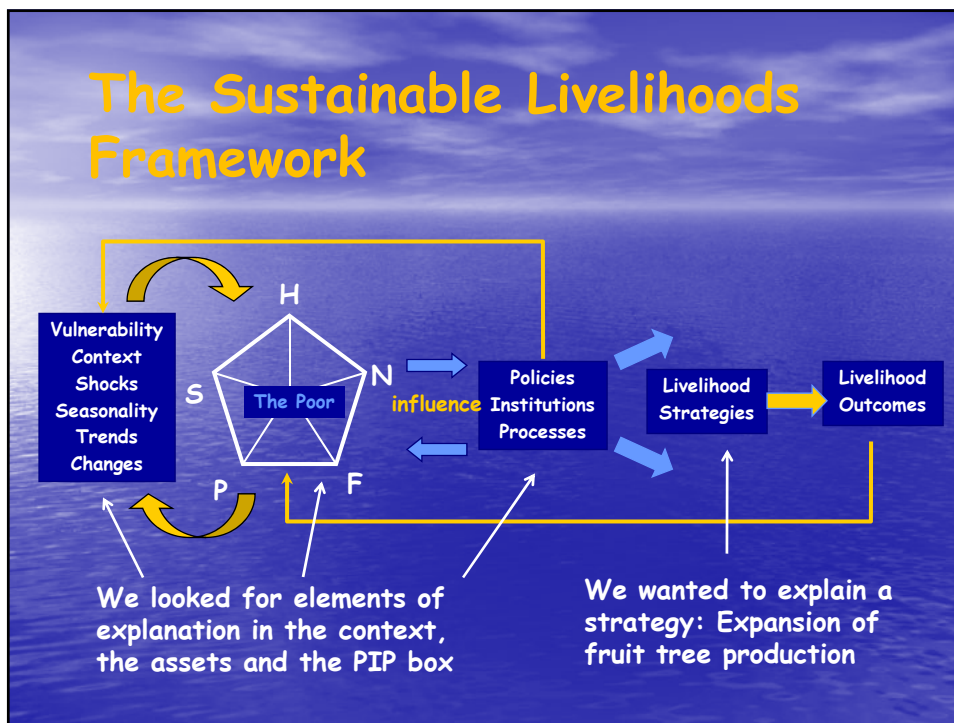 The Sustainable Livelihoods
Framework
H
S
N
P
F
The Poor
Vulnerability
Context
Shocks
Seasonality
Trends
Changes
influence
Policies
Institutions
Processes
Livelihood
Strategies
Livelihood
Outcomes
We looked for elements of
explanation in the context,
the assets and the PIP box
We wanted to explain a
strategy: Expansion of
fruit tree production